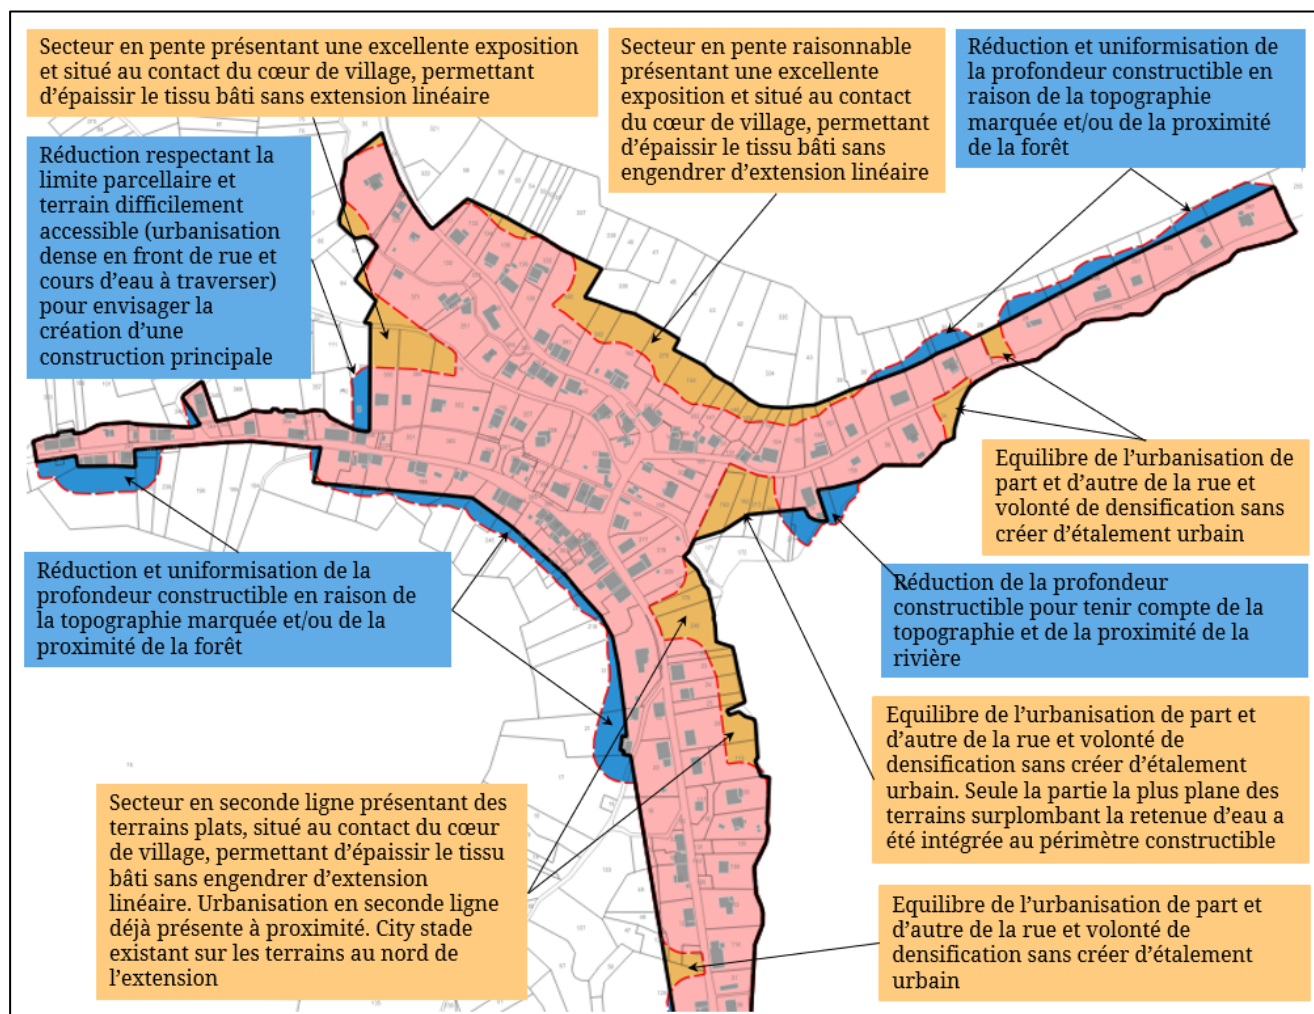 Secteur en pente présentant une excellente exposition
et situé au contact du cœur de village, permettant
d’épaissir le tissu bâti sans extension linéaire
Secteur en pente raisonnable
présentant une excellente
exposition et situé au contact
du cœur de village, permettant
d’épaissir le tissu bâti sans
engendrer d’extension linéaire
Réduction et uniformisation de
la profondeur constructible en
raison de la topographie
marquée et/ou de la proximité
de la forêt
Réduction respectant la
limite parcellaire et
terrain difficilement
accessible (urbanisation
dense en front de rue et
cours d’eau à traverser)
pour envisager la
création d’une
construction principale
Equilibre de l’urbanisation de
part et d’autre de la rue et
volonté de densification sans
créer d’étalement urbain
Réduction et uniformisation de la
profondeur constructible en raison de
la topographie marquée et/ou de la
proximité de la forêt
Réduction de la profondeur
constructible pour tenir compte de la
topographie et de la proximité de la
rivière
Equilibre de l’urbanisation de part et
d’autre de la rue et volonté de
densification sans créer d’étalement
urbain. Seule la partie la plus plane des
terrains surplombant la retenue d’eau a
été intégrée au périmètre constructible
Secteur en seconde ligne présentant des
terrains plats, situé au contact du cœur
de village, permettant d’épaissir le tissu
bâti sans engendrer d’extension
linéaire. Urbanisation en seconde ligne
déjà présente à proximité. City stade
existant sur les terrains au nord de
l’extension
Equilibre de l’urbanisation de part et
d’autre de la rue et volonté de
densification sans créer d’étalement
urbain